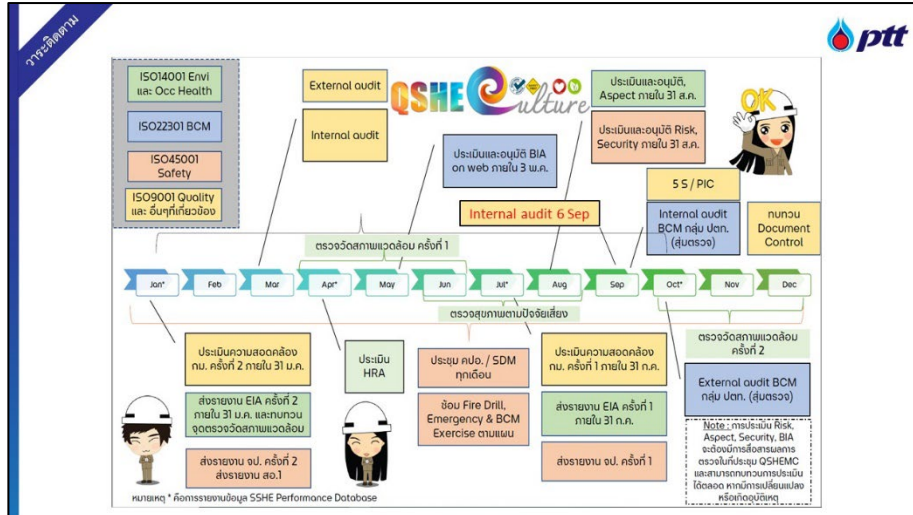 วาระติดตาม
ptt
ISO14001 Envi
และ Occ Health
ISO22301 BCM
ISO45001
Safety
ISO9001 Quality
และ อื่นๆที่เกี่ยวข้อง
External audit
Internal audit
QSHE Culture
ประเมินและอนุมัติ BIA
on web ภายใน 3 พ.ค.
ประเมินและอนุมัติ,
Aspect ภายใน 31 ส.ค.
ประเมินและอนุมัติ Risk,
Security ภายใน 31 ส.ค.
OK
Internal audit 6 Sep
5 S / PIC
Internal audit
BCM กลุ่ม ปตท.
(สุ่มตรวจ)
ทบทวน
Document
Control
ตรวจวัดสภาพแวดล้อม ครั้งที่ 1
Jan*
Feb
Mar
Apr*
May
Jun
Jul*
Aug
Sep
Oct*
Nov
Dec
ตรวจสุขภาพตามปัจจัยเสี่ยง
ตรวจวัดสภาพแวดล้อม
ครั้งที่ 2
ประเมินความสอดคล้อง
กม. ครั้งที่ 2 ภายใน 31 ม.ค.
ส่งรายงาน EIA ครั้งที่ 2
ภายใน 31 ม.ค. และทบทวน
จุดตรวจวัดสภาพแวดล้อม
ส่งรายงาน จป. ครั้งที่ 2
ส่งรายงาน สอ.1
ประเมิน
HRA
ประชุม คปอ. / SDM
ทุกเดือน
ซ้อม Fire Drill,
Emergency & BCM
Exercise ตามแผน
ประเมินความสอดคล้อง
กม. ครั้งที่ 1 ภายใน 31 ก.ค.
ส่งรายงาน EIA ครั้งที่ 1
ภายใน 31 ก.ค.
ส่งรายงาน จป. ครั้งที่ 1
External audit BCM
กลุ่ม ปตท. (สุ่มตรวจ)
Note : การประเมิน Risk,
Aspect, Security, BIA
จะต้องมีการสื่อสารผลการ
ตรวจในที่ประชุม QSHEMC
และสามารถทบทวนการประเมิน
ได้ตลอด หากมีการเปลี่ยนแปลง
หรือเกิดอุบัติเหตุ
หมายเหตุ * คือการรายงานข้อมูล SSHE Performance Database